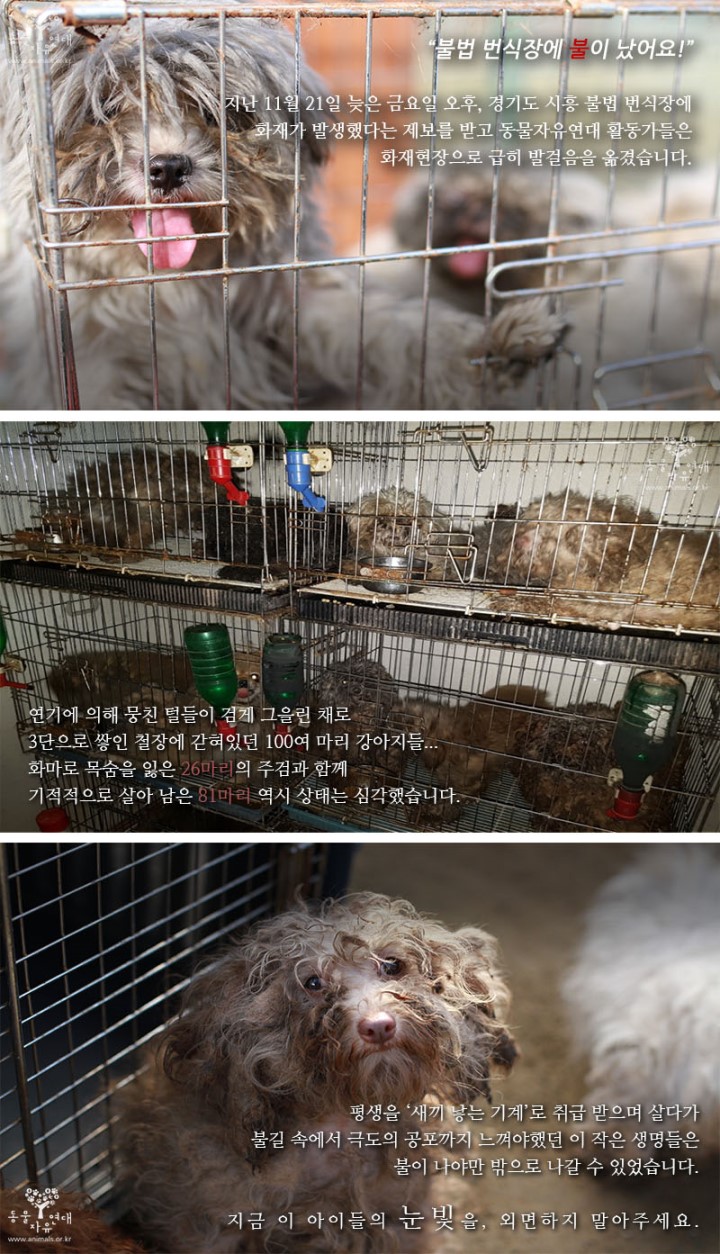 동물
자유연대
www.animals.or.kr
“불법 번식장에 불이 났어요!”
지난 11월 21일 늦은 금요일 오후, 경기도 시흥 불법 번식장에
화재가 발생했다는 제보를 받고 동물자유연대 활동가들은
화재현장으로 급히 발걸음을 옮겼습니다.
연기에 의해 뭉친 털들이 검게 그을린 채로
3단으로 쌓인 철장에 갇혀있던 100여 마리 강아지들...
화마로 목숨을 잃은 26마리의 주검과 함께
기적적으로 살아 남은 81마리 역시 상태는 심각했습니다.
평생을 ‘새끼 낳는 기계’로 취급 받으며 살다가
불길 속에서 극도의 공포까지 느껴야했던 이 작은 생명들은
불이 나야만 밖으로 나갈 수 있었습니다.
지금 이 아이들의 눈빛을, 외면하지 말아주세요.
동물
자유연대
www.animals.or.kr